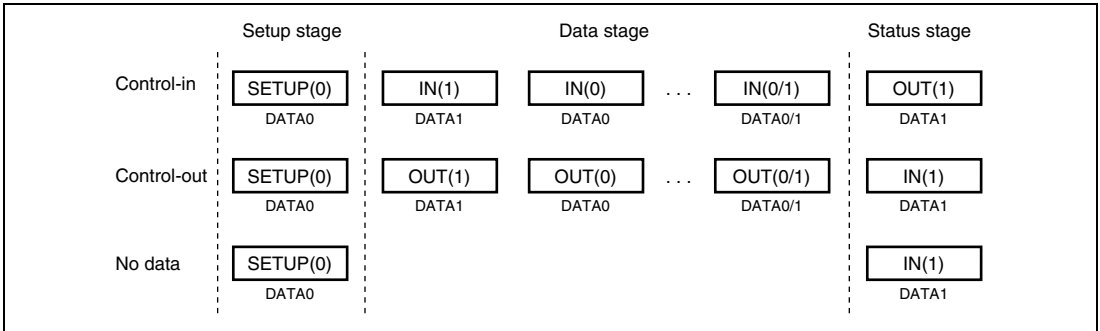 Setup stage Data stage Status stage
Control-in SETUP(0) IN(1) IN(0) . . . IN(0/1) OUT(1)
DATA0 DATA1 DATA0 DATA0/1 DATA1
Control-out SETUP(0) OUT(1) OUT(0) . . . OUT(0/1) IN(1)
DATA0 DATA1 DATA0 DATA0/1 DATA1
No data SETUP(0) IN(1)
DATA0 DATA1